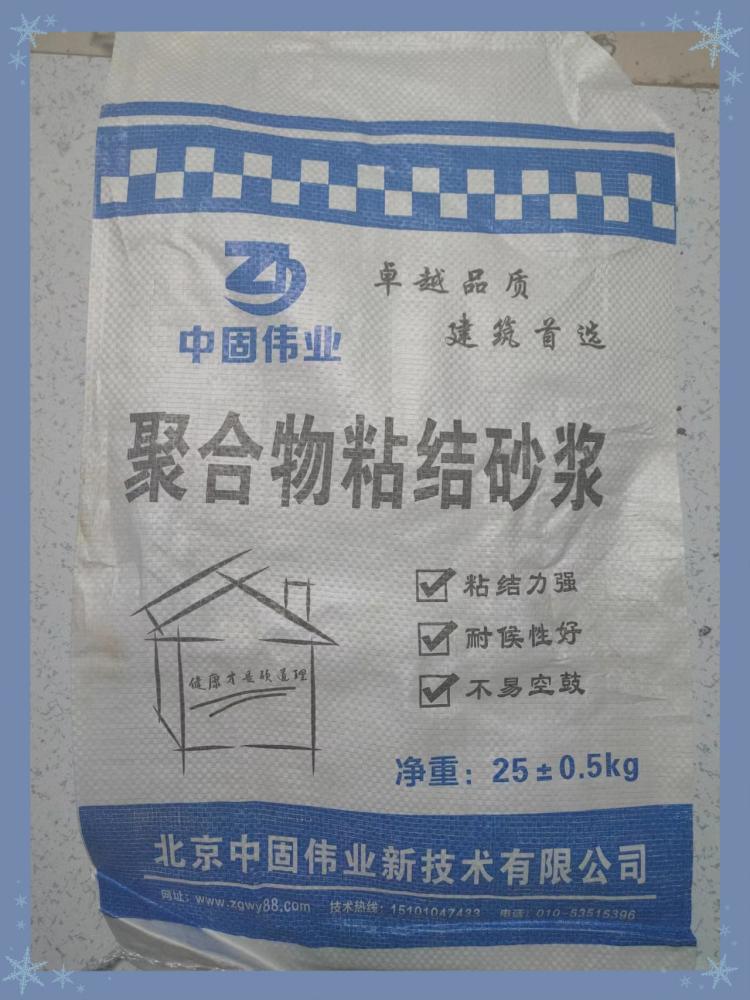 中固伟业
卓越品质
建筑首选
聚合物粘结砂浆
粘结力强
耐候性好
不易空鼓
健康才是硕道理
净重：25±0.5kg
北京中固伟业新技术有限公司
网址：www.zgwy88.com 技术热线：15101047433 电话：010-53515396